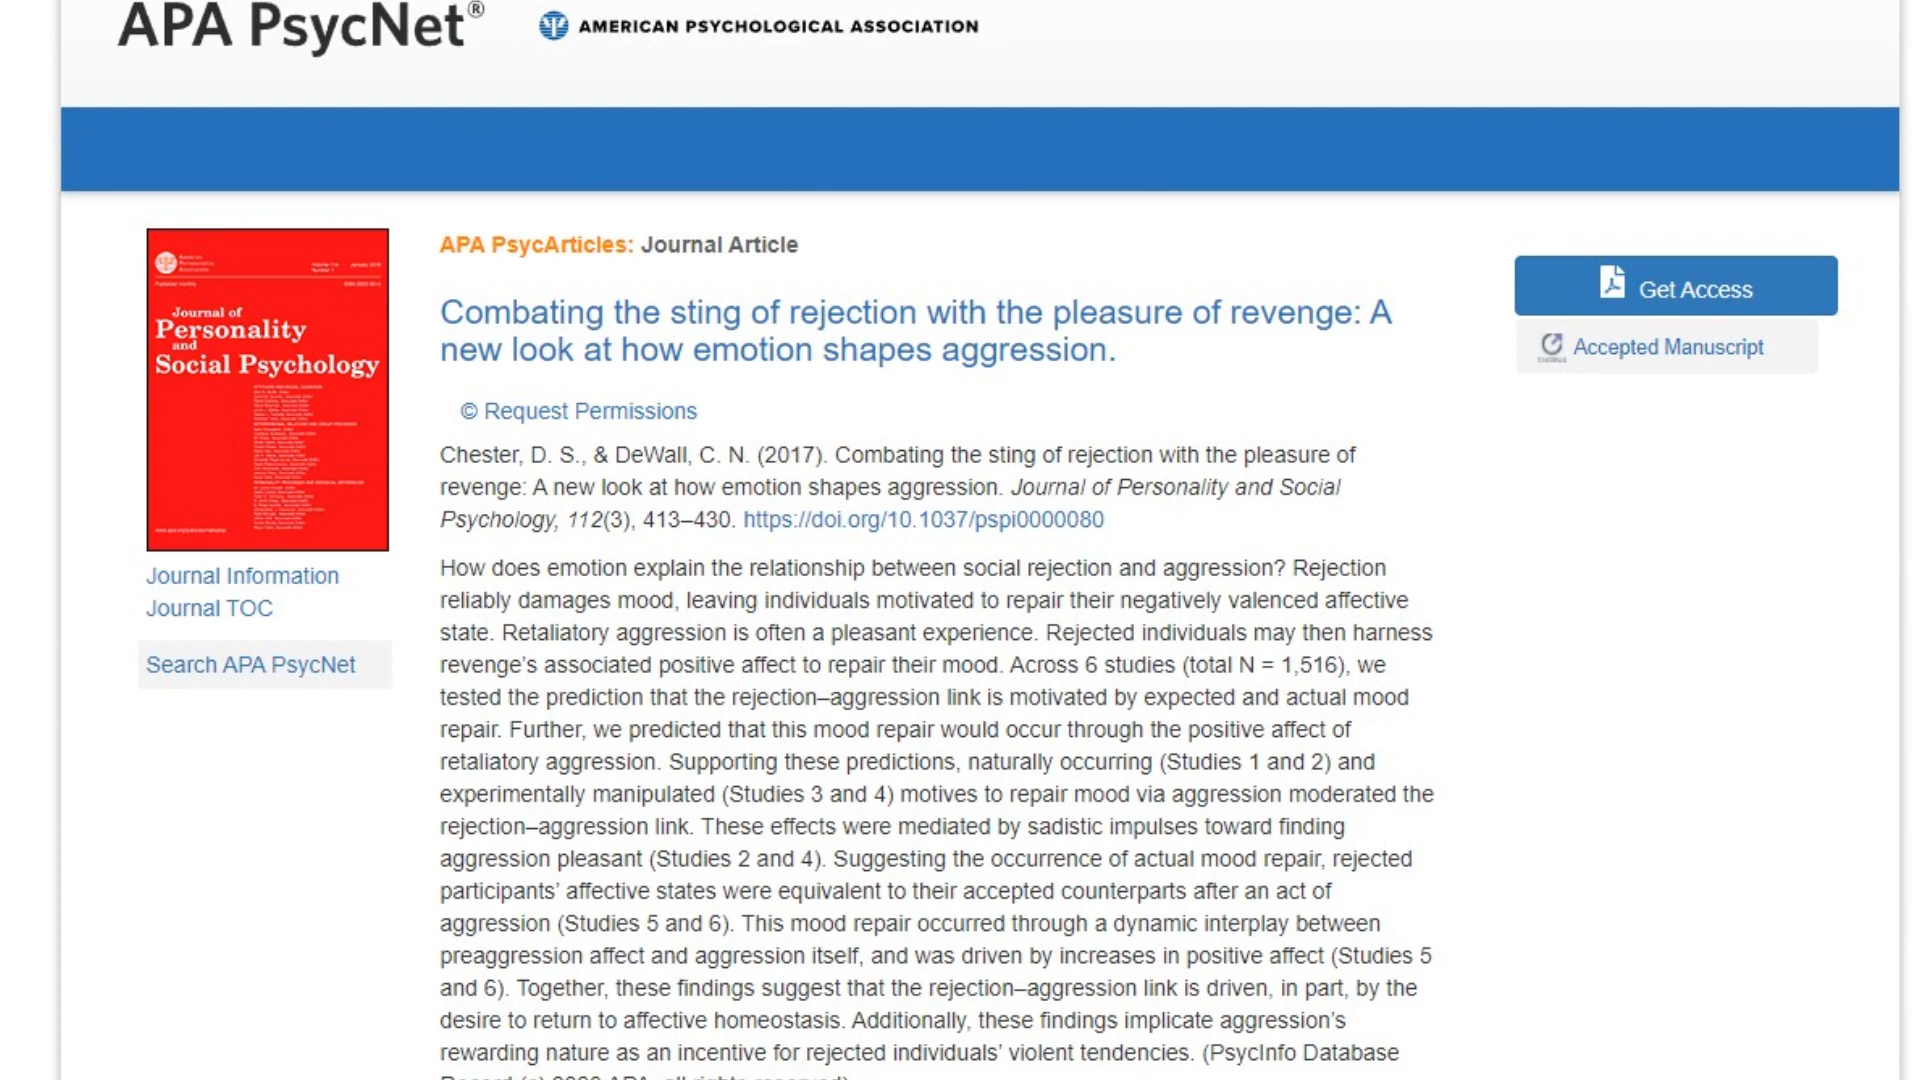 APA PsycNet®
AMERICAN PSYCHOLOGICAL ASSOCIATION
Journal of
Personality
and
Social Psychology
Journal Information
Journal TOC
Search APA PsycNet
APA PsycArticles: Journal Article
Combating the sting of rejection with the pleasure of revenge: A
new look at how emotion shapes aggression.
© Request Permissions
Chester, D. S., & DeWall, C. N. (2017). Combating the sting of rejection with the pleasure of
revenge: A new look at how emotion shapes aggression. Journal of Personality and Social
Psychology, 112(3), 413–430. https://doi.org/10.1037/pspi0000080
How does emotion explain the relationship between social rejection and aggression? Rejection
reliably damages mood, leaving individuals motivated to repair their negatively valenced affective
state. Retaliatory aggression is often a pleasant experience. Rejected individuals may then harness
revenge’s associated positive affect to repair their mood. Across 6 studies (total N = 1,516), we
tested the prediction that the rejection–aggression link is motivated by expected and actual mood
repair. Further, we predicted that this mood repair would occur through the positive affect of
retaliatory aggression. Supporting these predictions, naturally occurring (Studies 1 and 2) and
experimentally manipulated (Studies 3 and 4) motives to repair mood via aggression moderated the
rejection–aggression link. These effects were mediated by sadistic impulses toward finding
aggression pleasant (Studies 2 and 4). Suggesting the occurrence of actual mood repair, rejected
participants’ affective states were equivalent to their accepted counterparts after an act of
aggression (Studies 5 and 6). This mood repair occurred through a dynamic interplay between
preaggression affect and aggression itself, and was driven by increases in positive affect (Studies 5
and 6). Together, these findings suggest that the rejection–aggression link is driven, in part, by the
desire to return to affective homeostasis. Additionally, these findings implicate aggression’s
rewarding nature as an incentive for rejected individuals’ violent tendencies. (PsycInfo Database
Get Access
Accepted Manuscript